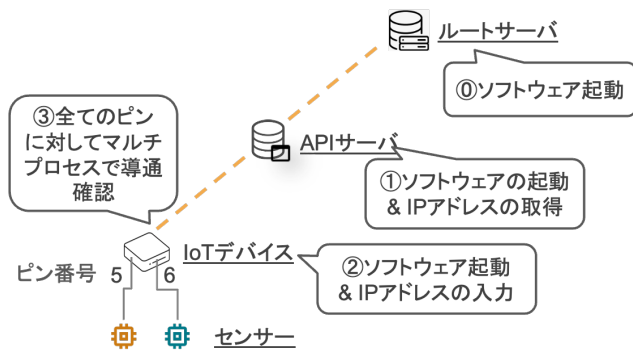 ルートサーバ
⓪ソフトウェア起動
③全てのピン
に対してマルチ
プロセスで導通
確認
APIサーバ
①ソフトウェアの起動
& IPアドレスの取得
IoTデバイス
②ソフトウェア起動
& IPアドレスの入力
ピン番号 5 6
センサー